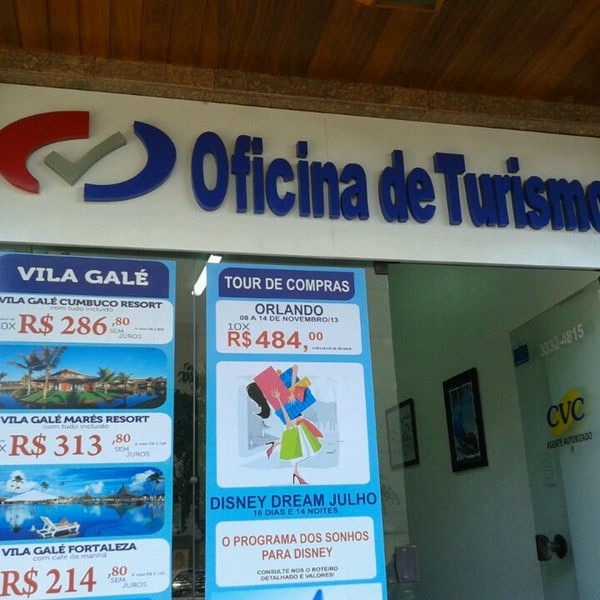 Oficina de Turismo
VILA GALÉ
VILA GALÉ CUMBUCO RESORT
com tudo incluído
10X R$ 286,80
SEM JUROS
VILA GALÉ MARÉS RESORT
com tudo incluído
R$ 313,80
SEM JUROS
VILA GALÉ FORTALEZA
com café da manhã
R$ 214,80
SEM JUROS
TOUR DE COMPRAS
ORLANDO
08 A 14 DE NOVEMBRO/13
10X
R$ 484,00
DISNEY DREAM JULHO
16 DIAS E 14 NOITES
O PROGRAMA DOS SONHOS
PARA DISNEY
CONSULTE NOS O ROTEIRO
DETALHADO E VALORES!
3332-4815
CVC
AGENTE AUTORIZADO